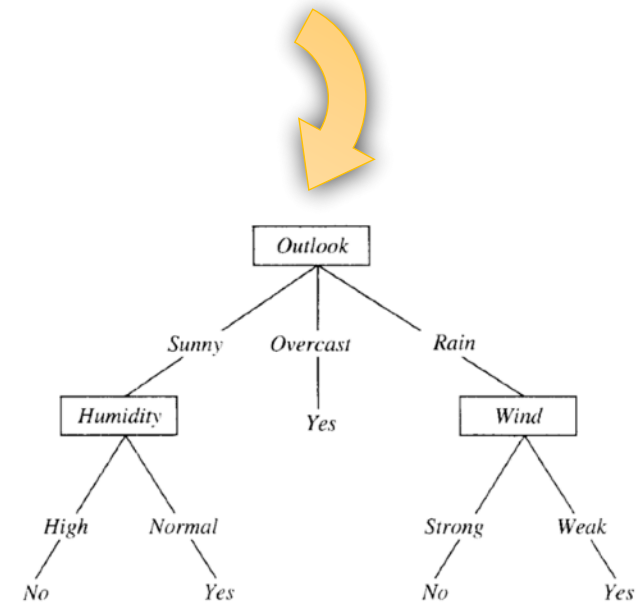 Outlook
Sunny Overcast Rain
Humidity Yes Wind
High Normal Strong Weak
No Yes No Yes